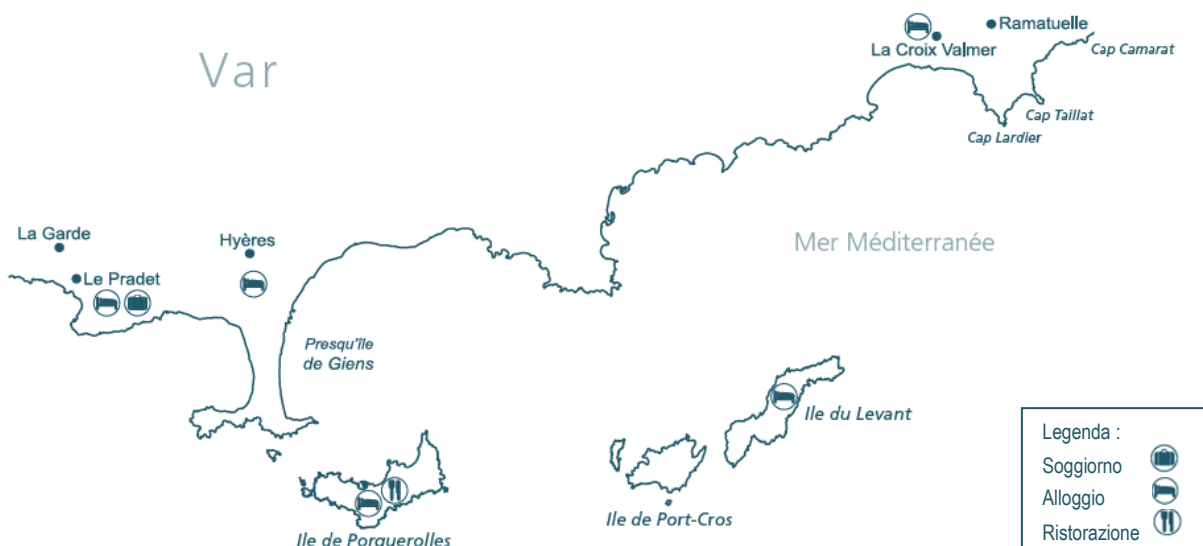 Var
Ramatuelle
La Croix Valmer
Cap Camarat
Cap Taillat
Cap Lardier
La Garde
Hyères
Mer Méditerranée
Le Pradet
Presqu'île
de Giens
Ile du Levant
Ile de Port-Cros
Ile de Porquerolles
Legenda :
Soggiorno
Alloggio
Ristorazione